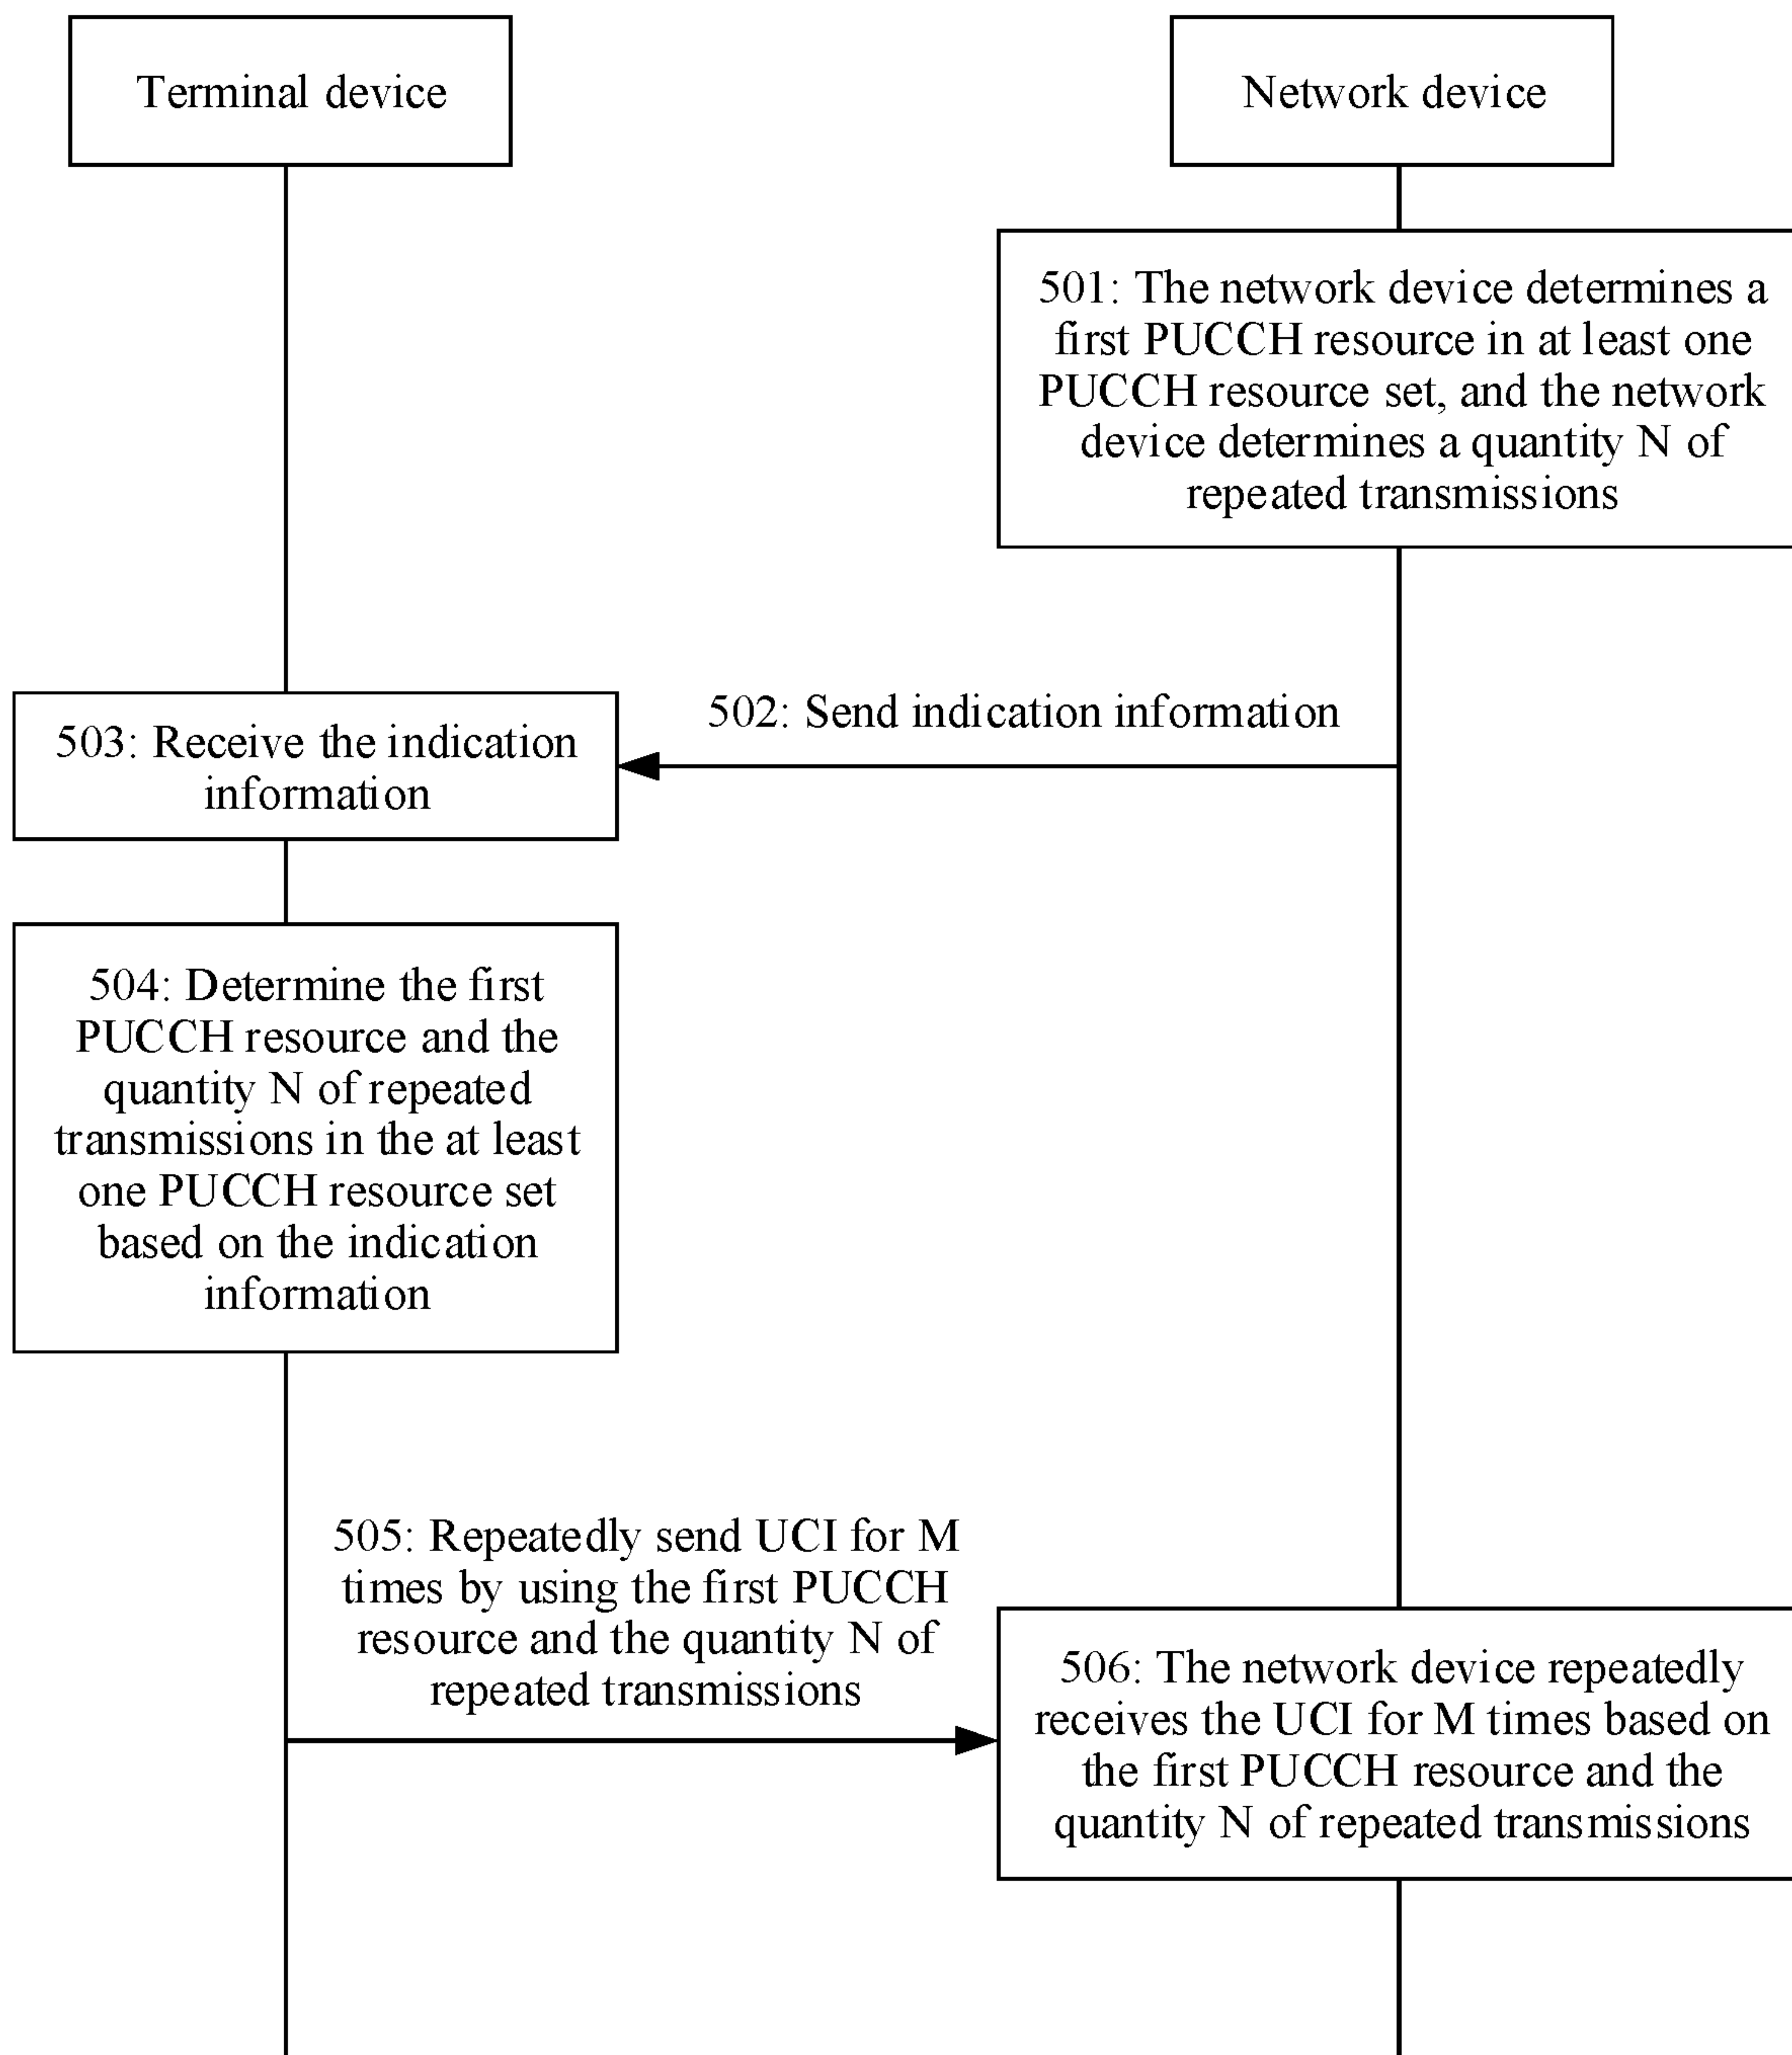 Terminal device
Network device
501: The network device determines a
first PUCCH resource in at least one
PUCCH resource set, and the network
device determines a quantity N of
repeated transmissions
502: Send indication information
503: Receive the indication
information
504: Determine the first
PUCCH resource and the
quantity N of repeated
transmissions in the at least
one PUCCH resource set
based on the indication
information
505: Repeatedly send UCI for M
times by using the first PUCCH
resource and the quantity N of
repeated transmissions
506: The network device repeatedly
receives the UCI for M times based on
the first PUCCH resource and the
quantity N of repeated transmissions